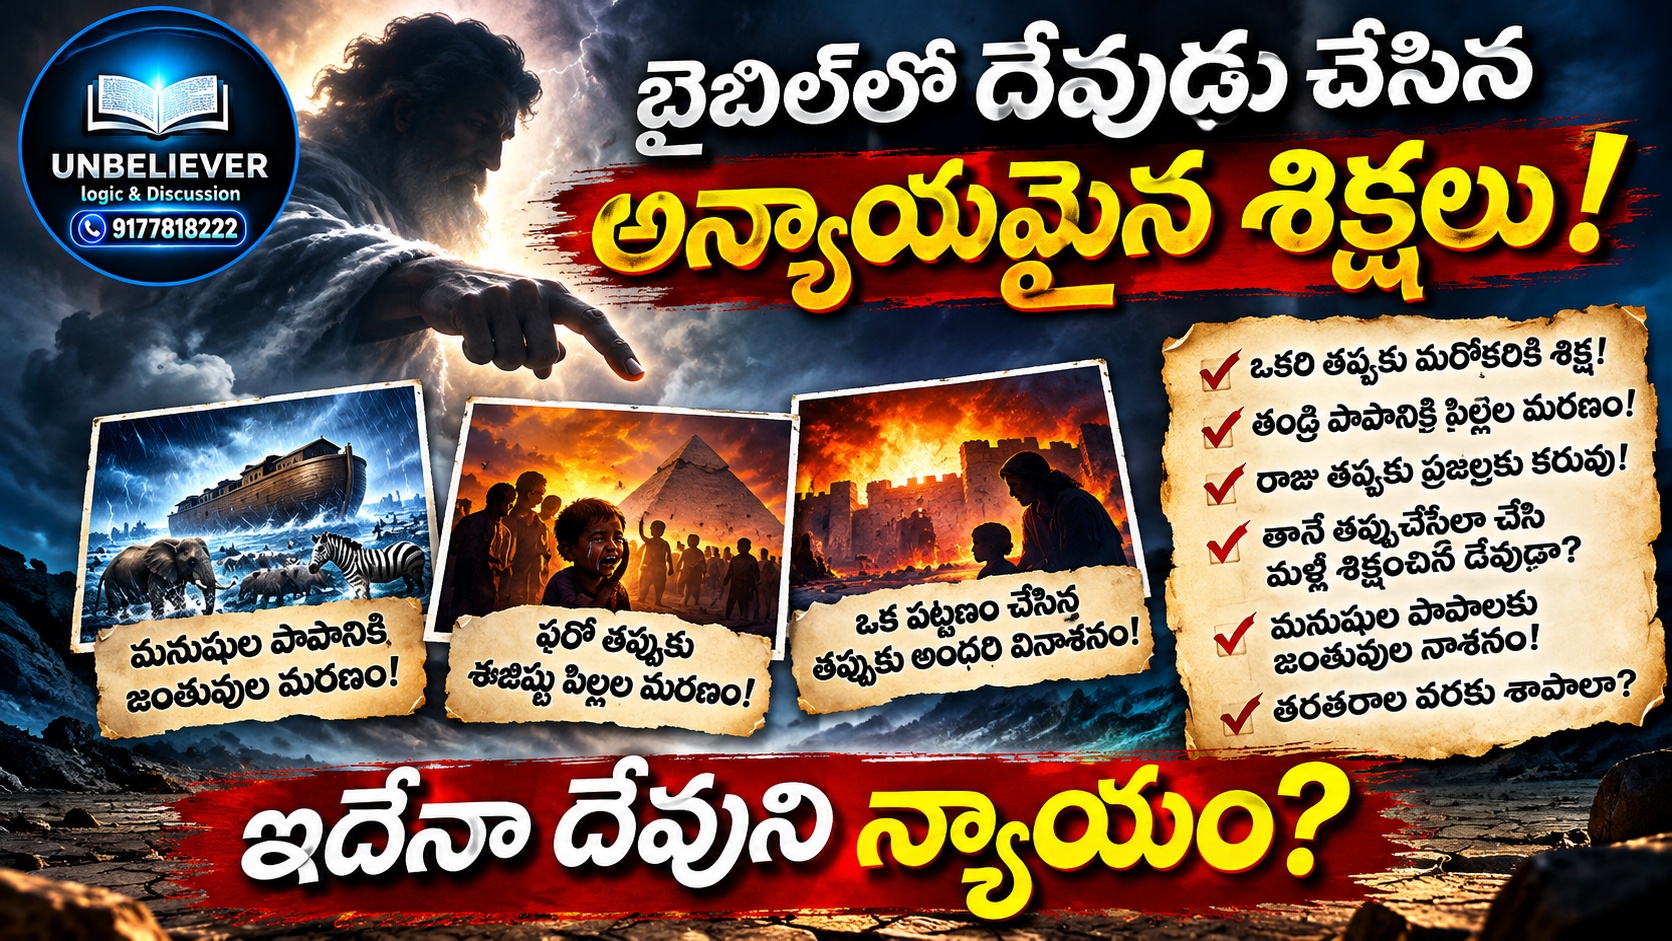 UNBELIEVER
logic & Discussion
9177818222
బైబిల్‌లో దేవుడు చేసిన
అన్యాయమైన శిక్షలు!
మనుషుల పాపానికి
జంతువుల మరణం!
ఫరో తప్పుకు
ఈజిప్టు పిల్లల మరణం!
ఒక పట్టణం చేసిన
తప్పుకు అందరి వినాశనం!
ఒకరి తప్పుకు మరోకరికి శిక్ష!
తండ్రి పాపానికి పిల్లల మరణం!
రాజు తప్పుకు ప్రజలకు కరువు!
తానే తప్పుచేసేలా చేసి
మళ్లీ శిక్షించిన దేవుడా?
మనుషుల పాపాలకు
జంతువుల నాశనం!
తరతరాల వరకు శాపాలా?
ఇదేనా దేవుని న్యాయం?